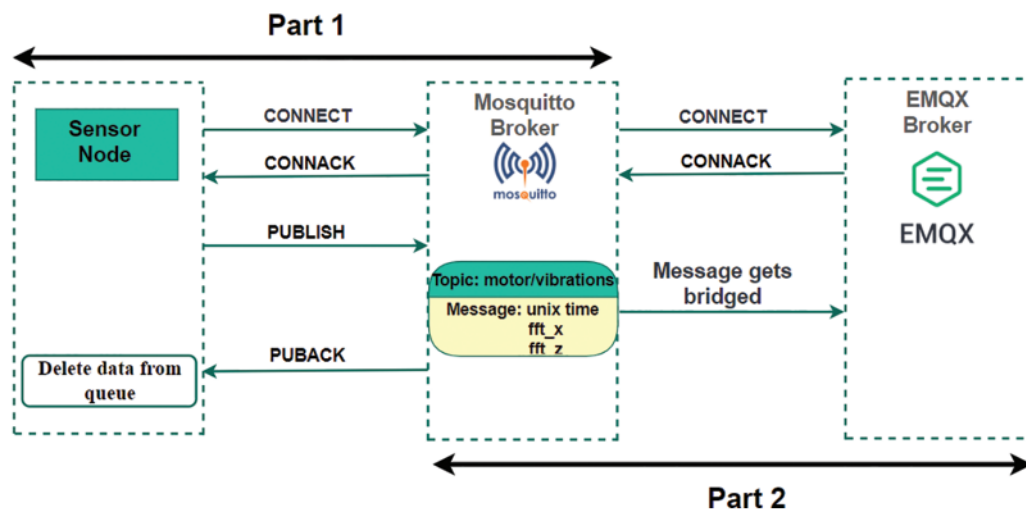 Part 1
Sensor
Node
CONNECT
CONNACK
PUBLISH
PUBACK
Delete data from
queue
Mosquitto
Broker
mosquitto
Topic: motor/vibrations
Message: unix time
fft_x
fft_z
CONNECT
CONNACK
Message gets
bridged
EMQX
Broker
EMQX
Part 2